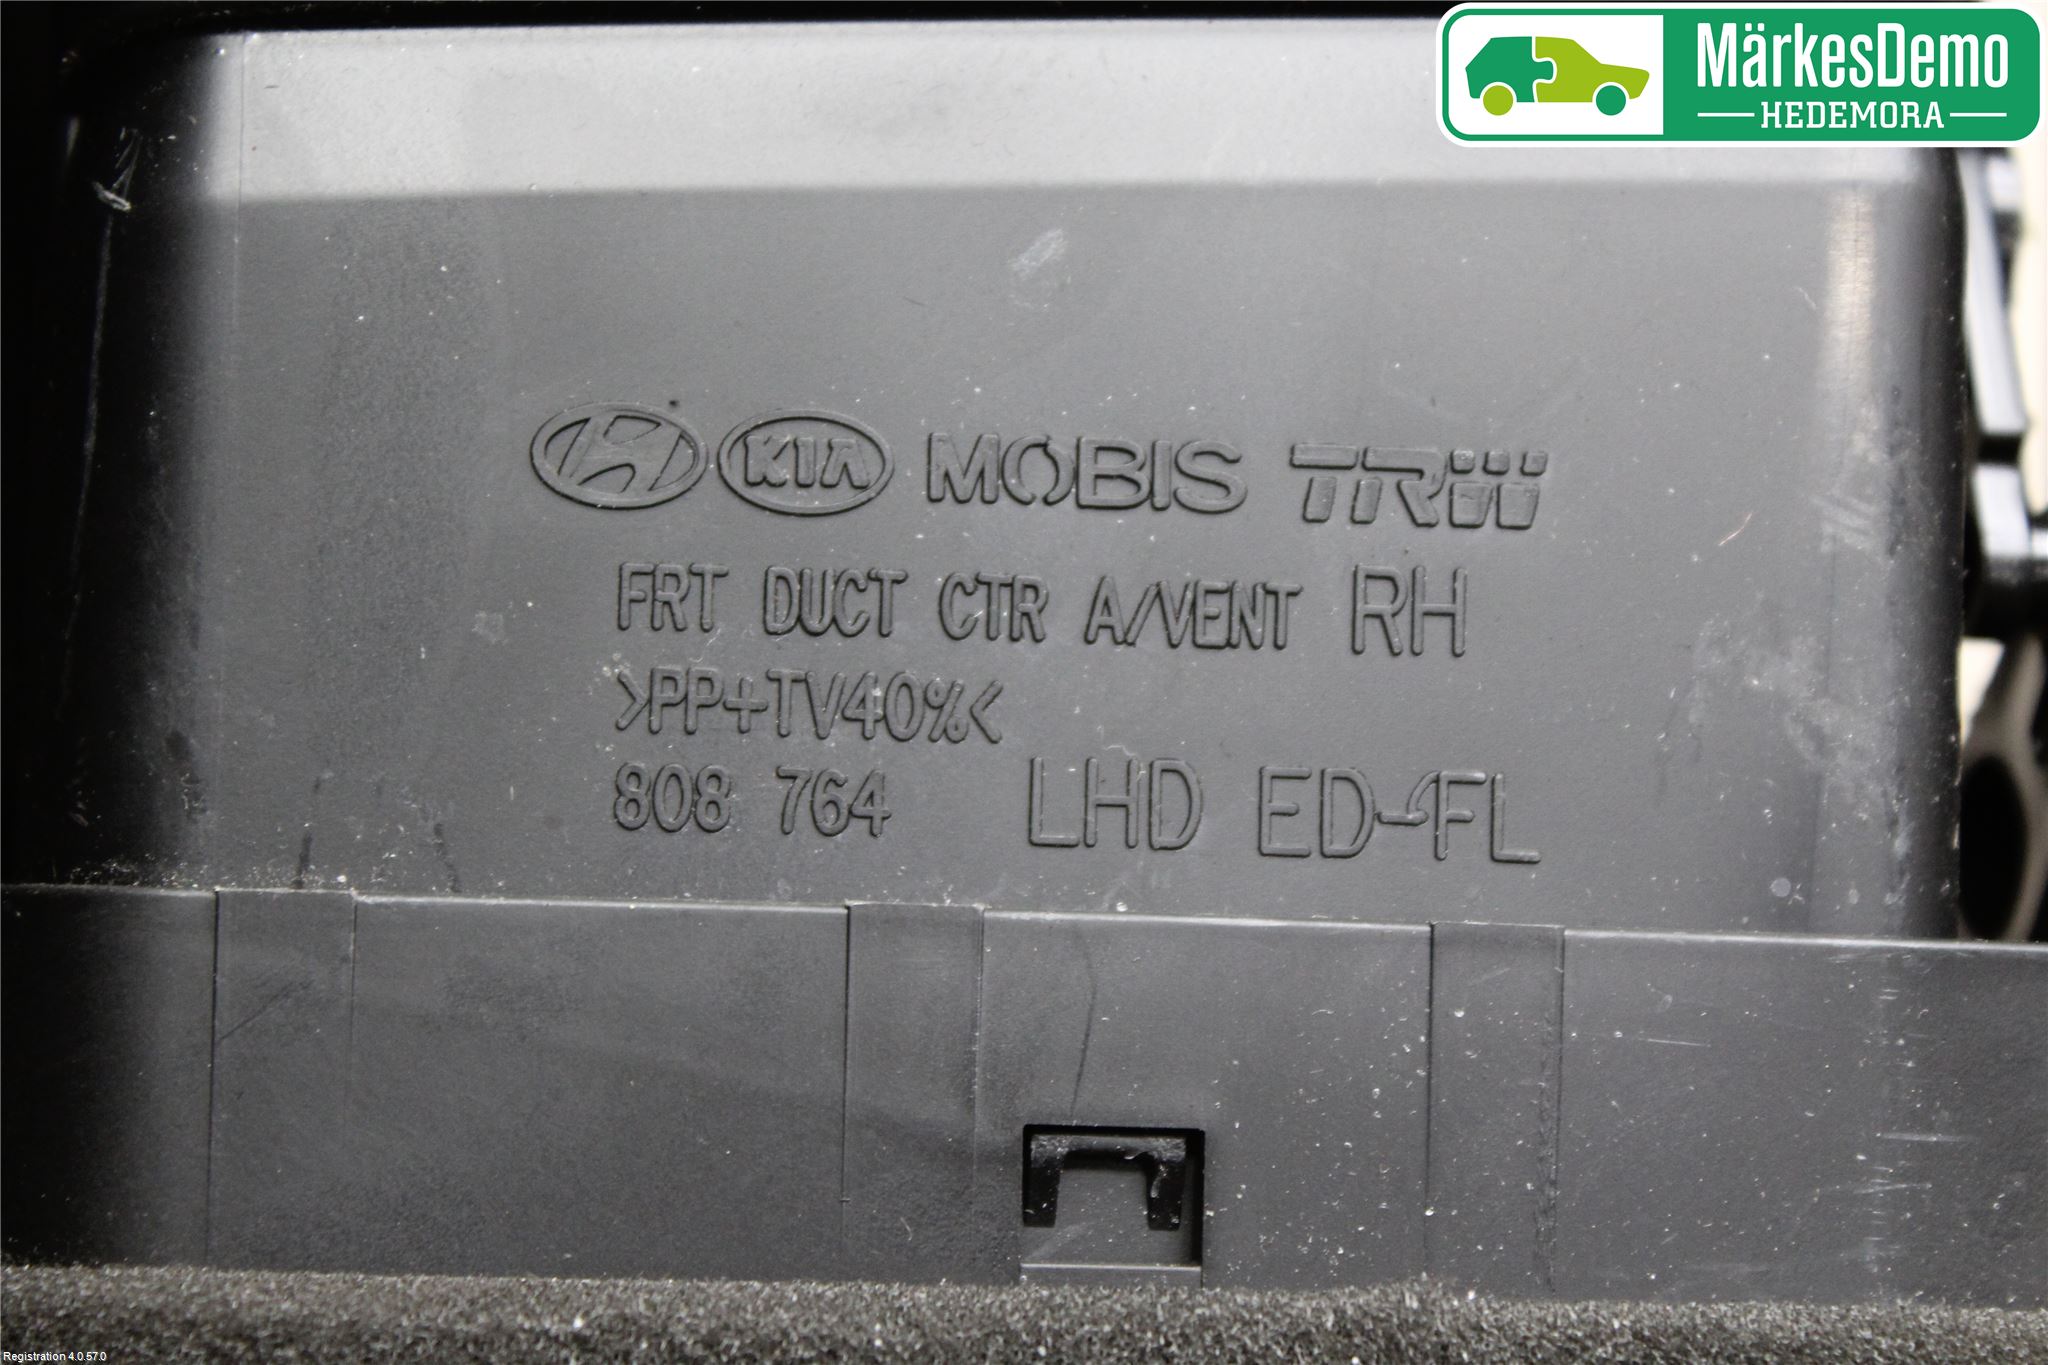 MärkesDemo
HEDEMORA
KIA MOBIS TRW
FRT DUCT CTR A/VENT RH
>PP+TV40%<
808 764 LHD ED-FL
Registration 4.0.57.0